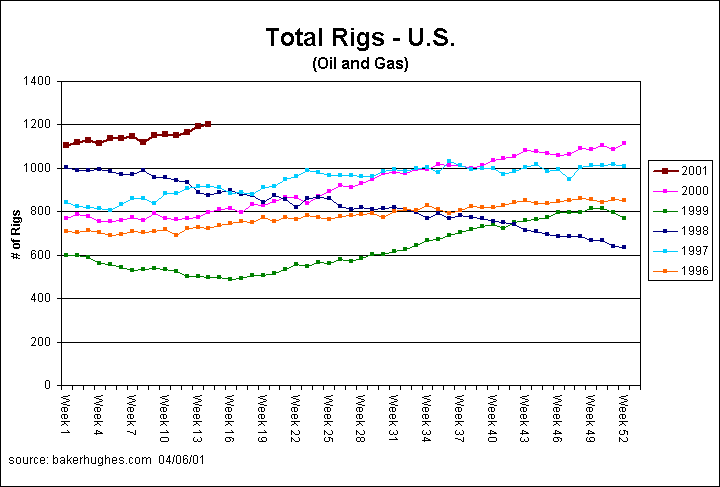 Total Rigs - U.S.
(Oil and Gas)
# of Rigs
1400
1200
1000
800
600
400
200
0
Week 1
Week 4
Week 7
Week 10
Week 13
Week 16
Week 19
Week 22
Week 25
Week 28
Week 31
Week 34
Week 37
Week 40
Week 43
Week 46
Week 49
Week 52
2001
2000
1999
1998
1997
1996
source: bakerhughes.com 04/06/01